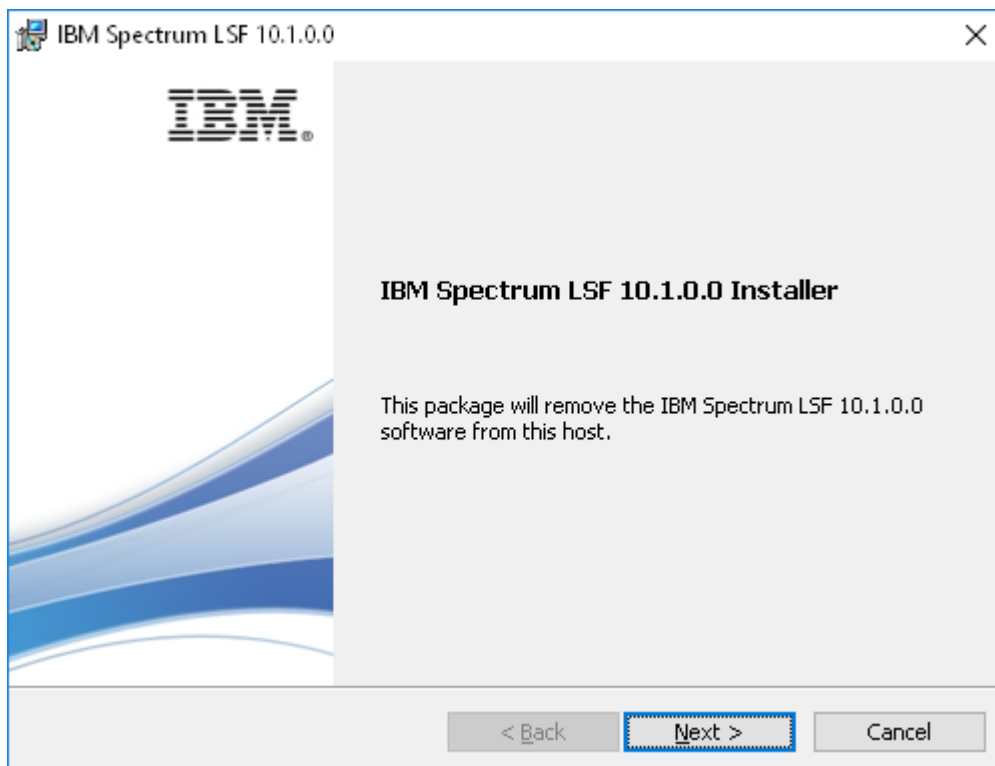 IBM Spectrum LSF 10.1.0.0
IBM®
IBM Spectrum LSF 10.1.0.0 Installer
This package will remove the IBM Spectrum LSF 10.1.0.0
software from this host.
< Back
Next >
Cancel